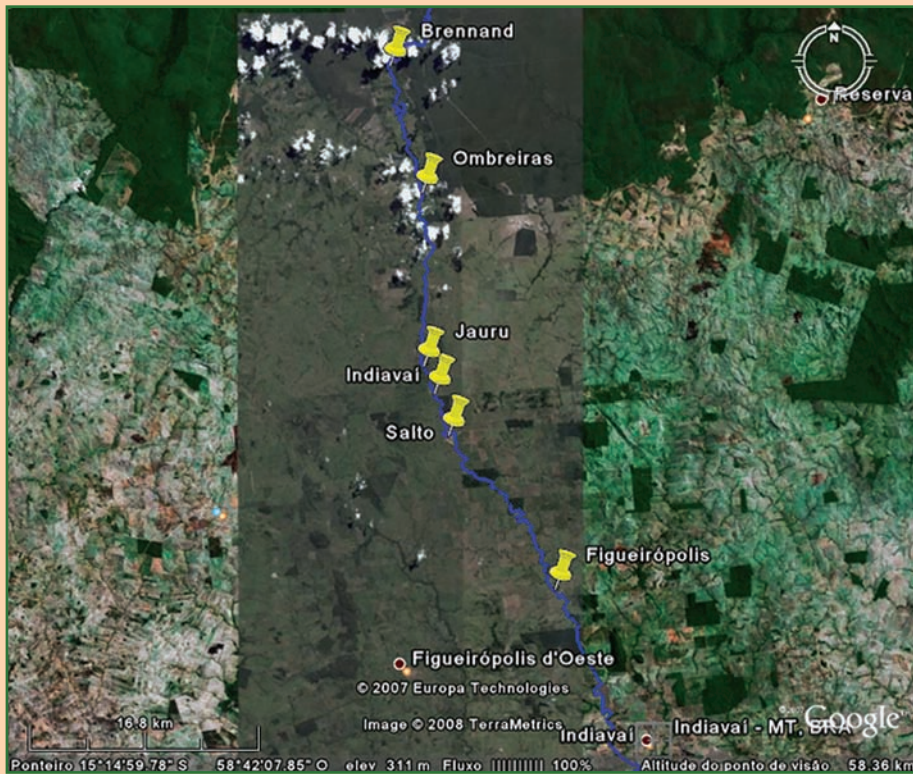 Brennand
N
Reserva
Ombreiras
Jauru
Indiavaí
Salto
Figueirópolis
Figueirópolis d'Oeste
© 2007 Europa Technologies
16.8 km
Image © 2008 TerraMetrics
Indiavaí
Indiavaí - MT, BRA
Google
Ponteiro 15°14'59.78" S 58°42'07.85" O elev 311 m Fluxo |||||||||| 100% Altitude do ponto de visão 58.36 km